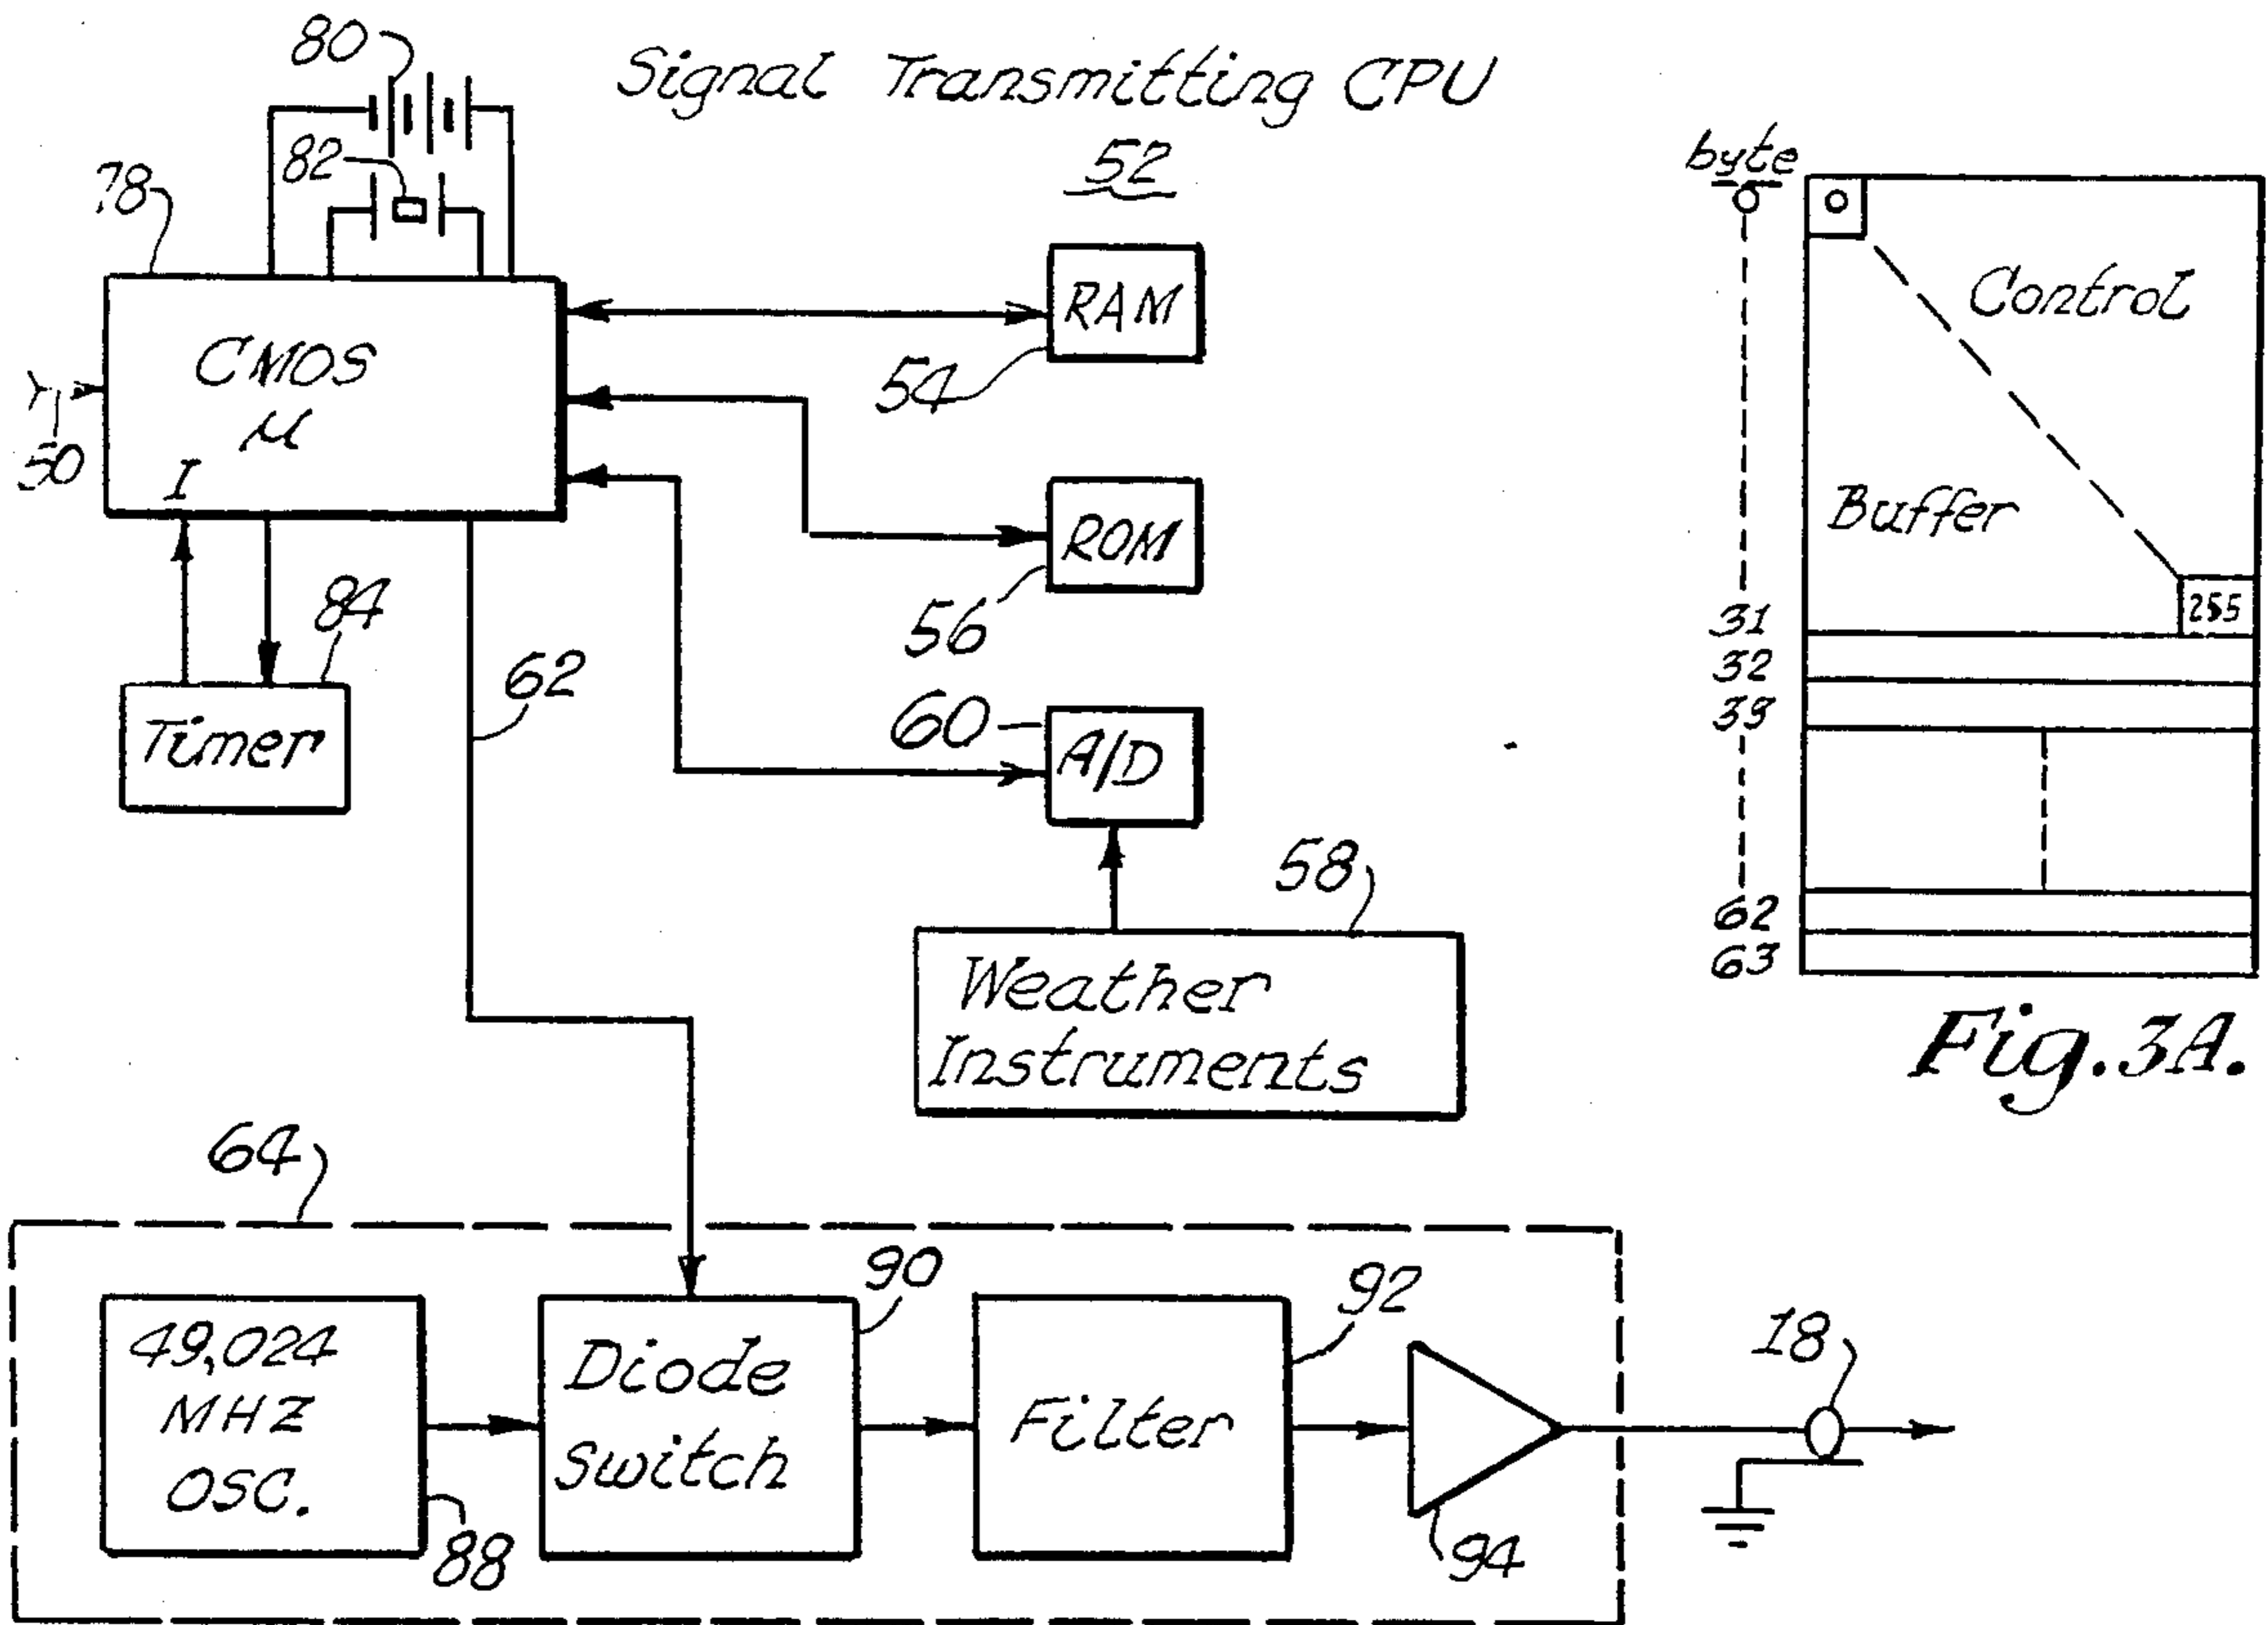 80
Signal Transmitting CPU
52
82
78
byte
0
0
Control
RAM
54
CMOS
µ
50
I
Buffer
ROM
56
255
31
32
39
62
63
84
62
Timer
60
A/D
58
Weather
Instruments
Fig. 3A.
64
90
92
18
49,024
MHZ
OSC.
Diode
Switch
Filter
88
94